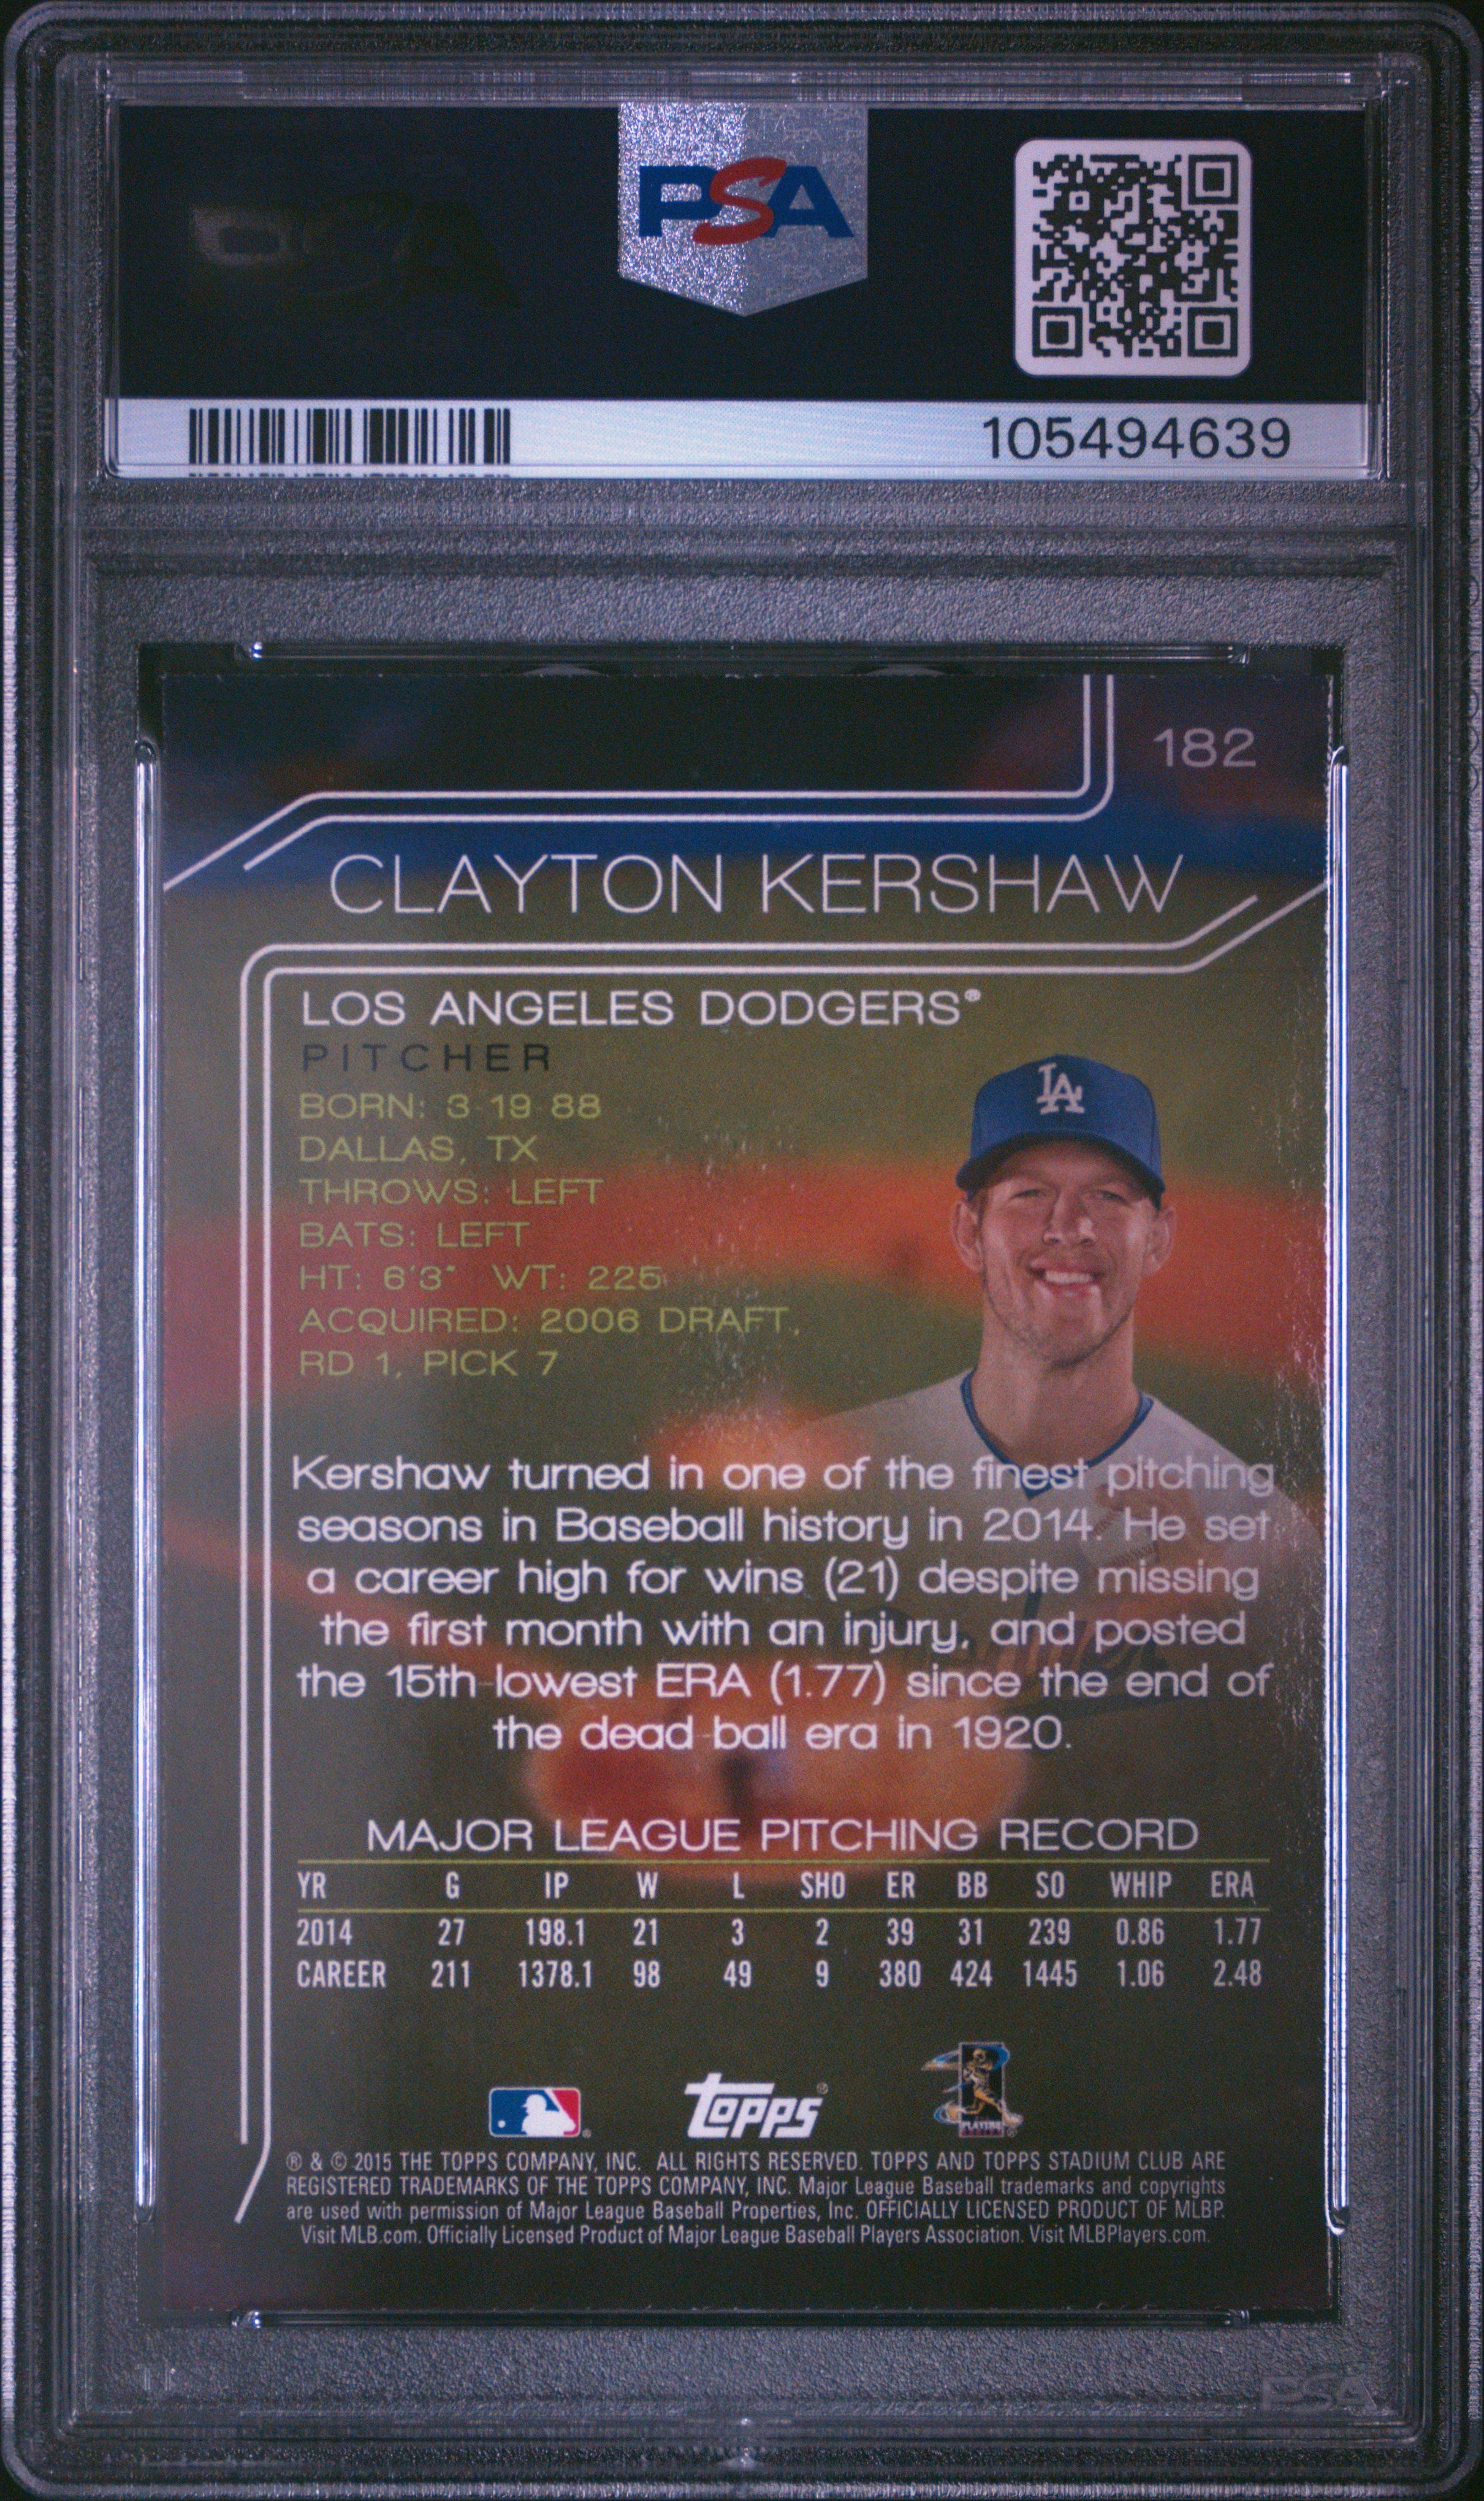 PSA
105494639
182
CLAYTON KERSHAW
LOS ANGELES DODGERS®
PITCHER
BORN: 3-19-88
DALLAS, TX
THROWS: LEFT
BATS: LEFT
HT: 6'3" WT: 225
ACQUIRED: 2006 DRAFT,
RD 1, PICK 7
Kershaw turned in one of the finest pitching
seasons in Baseball history in 2014. He set
a career high for wins (21) despite missing
the first month with an injury, and posted
the 15th-lowest ERA (1.77) since the end of
the dead-ball era in 1920.
MAJOR LEAGUE PITCHING RECORD
YR G IP W L SHO ER BB SO WHIP ERA
2014 27 198.1 21 3 2 39 31 239 0.86 1.77
CAREER 211 1378.1 98 49 9 380 424 1445 1.06 2.48
Topps®
PLAYERS
® & © 2015 THE TOPPS COMPANY, INC. ALL RIGHTS RESERVED. TOPPS AND TOPPS STADIUM CLUB ARE
REGISTERED TRADEMARKS OF THE TOPPS COMPANY, INC. Major League Baseball trademarks and copyrights
are used with permission of Major League Baseball Properties, Inc. OFFICIALLY LICENSED PRODUCT OF MLBP.
Visit MLB.com. Officially Licensed Product of Major League Baseball Players Association. Visit MLBPlayers.com.
PSA